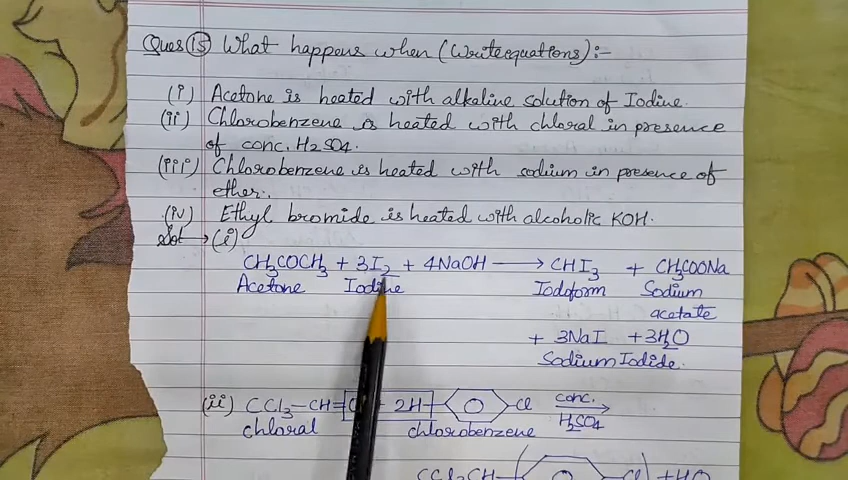 Ques 15 What happens when (Write equations) :-
(i) Acetone is heated with alkaline solution of Iodine.
(ii) Chlorobenzene is heated with chloral in presence
of conc. H2SO4.
(iii) Chlorobenzene is heated with sodium in presence of
ether.
(iv) Ethyl bromide is heated with alcoholic KOH.
Sol → (i)
CH3COCH3 + 3I2 + 4NaOH → CHI3 + CH3COONa
Acetone Iodine Iodoform Sodium
acetate
+ 3NaI + 3H2O
Sodium Iodide.
(ii) CCl3-CH= + 2H Cl conc.
H2SO4
chloral chlorobenzene
CCl3CH Cl + H2O